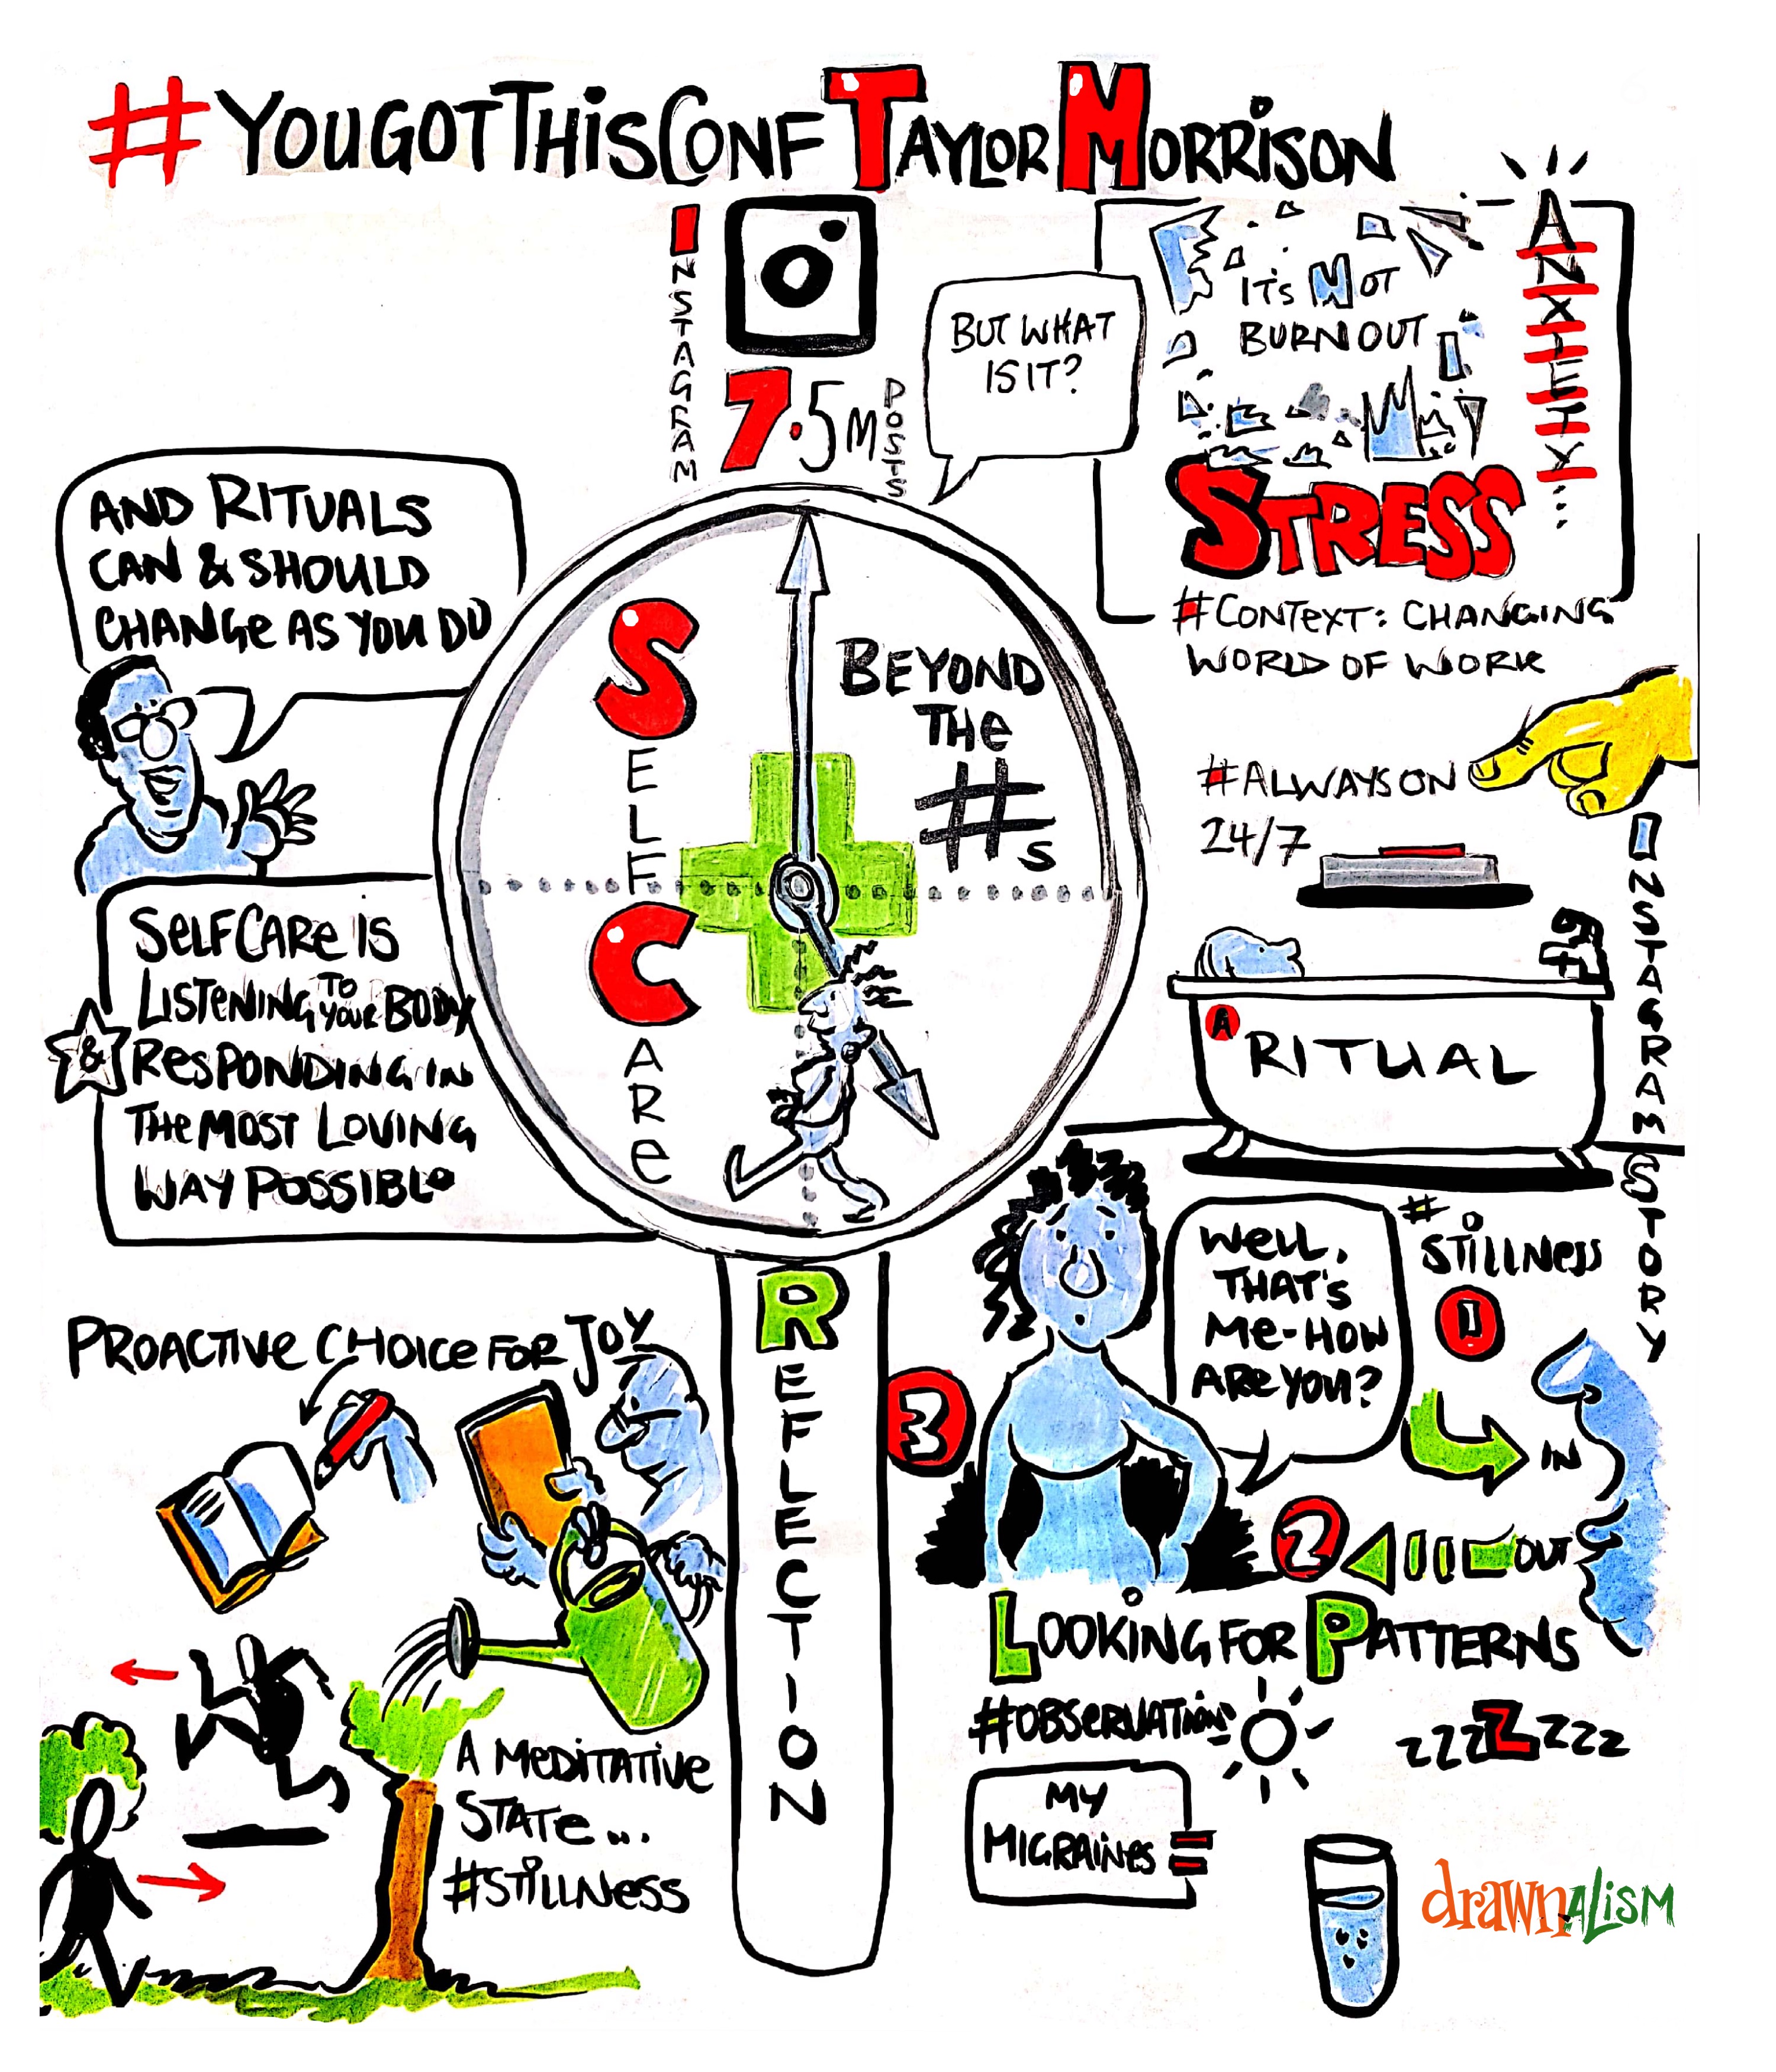 #YOUGOTTHISCONF TAYLOR MORRISON
INSTAGRAM
7.5M POSTS
BUT WHAT
IS IT?
IT'S NOT
BURNOUT
ANXIETY...
STRESS
#CONTEXT: CHANGING
WORLD OF WORK
#ALWAYSON
24/7
INSTAGRAM STORY
A RITUAL
AND RITUALS
CAN & SHOULD
CHANGE AS YOU DO
SELF CARE
BEYOND
THE
#s
SELFCARE IS
LISTENING TO YOUR BODY
& RESPONDING IN
THE MOST LOVING
WAY POSSIBLE
REFLECTION
PROACTIVE CHOICE FOR JOY
A MEDITATIVE
STATE...
#STILLNESS
WELL,
THAT'S
ME-HOW
ARE YOU?
#STILLNESS
1
IN
2
OUT
3
LOOKING FOR PATTERNS
#OBSERVATIONS
zzzZzzz
MY
MIGRAINES
drawnALISM